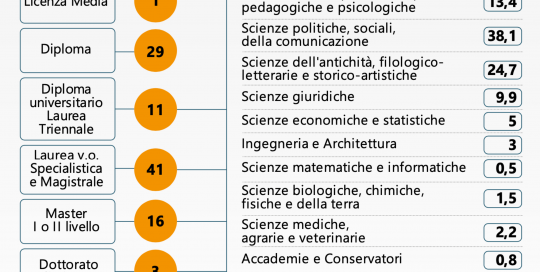 Licenza Media
1
Diploma
29
Diploma
universitario
Laurea
Triennale
11
Laurea v.o.
Specialistica
e Magistrale
41
Master
I o II livello
16
Dottorato
3
pedagogiche e psicologiche
13,4
Scienze politiche, sociali,
della comunicazione
38,1
Scienze dell'antichità, filologico-
letterarie e storico-artistiche
24,7
Scienze giuridiche
9,9
Scienze economiche e statistiche
5
Ingegneria e Architettura
3
Scienze matematiche e informatiche
0,5
Scienze biologiche, chimiche,
fisiche e della terra
1,5
Scienze mediche,
agrarie e veterinarie
2,2
Accademie e Conservatori
0,8